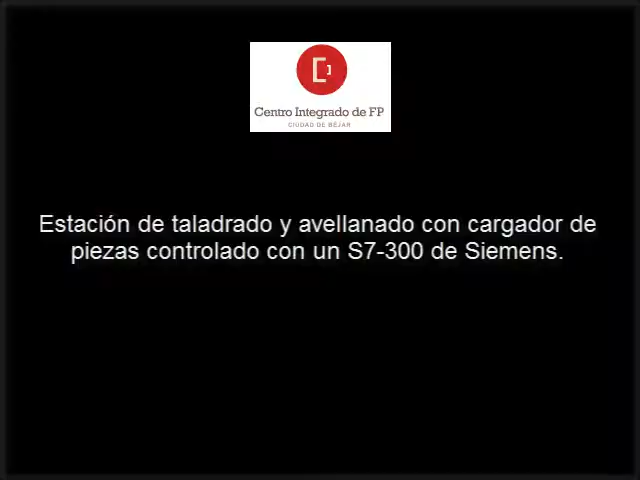 Centro Integrado de FP
CIUDAD DE BÉJAR
Estación de taladrado y avellanado con cargador de
piezas controlado con un S7-300 de Siemens.